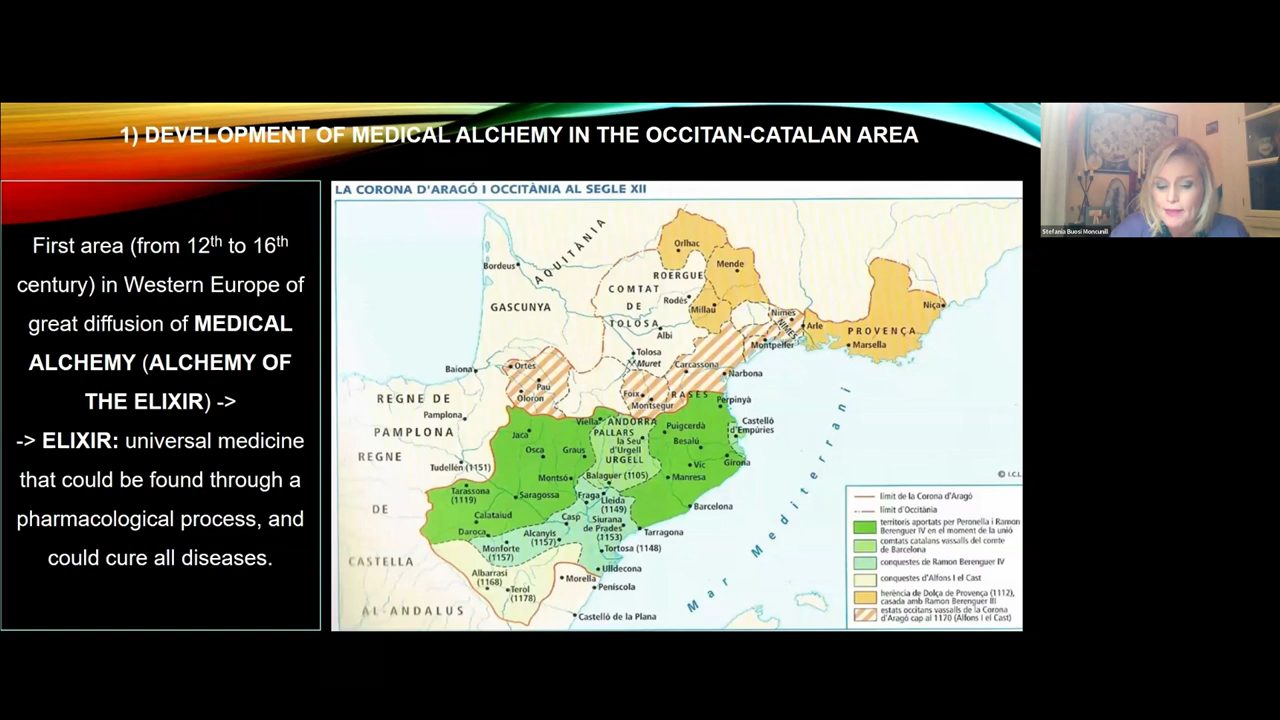 1) DEVELOPMENT OF MEDICAL ALCHEMY IN THE OCCITAN-CATALAN AREA
First area (from 12th to 16th
century) in Western Europe of
great diffusion of MEDICAL
ALCHEMY (ALCHEMY OF
THE ELIXIR) ->
-> ELIXIR: universal medicine
that could be found through a
pharmacological process, and
could cure all diseases.
LA CORONA D'ARAGÓ I OCCITÀNIA AL SEGLE XII
AQUITÀNIA
Bordeus
GASCUNYA
Orlhac
Mende
ROERGUE
COMTAT
DE
TOLOSA
Rodés
Millau
Albi
Nimes
NIMES
Arle
Niça
PROVENÇA
Marsella
Montpeller
Tolosa
Muret
Carcassona
Narbona
Baiona
Ortés
Pau
Oloron
Foix
Montsegur
RASÉS
Perpinyà
REGNE DE
PAMPLONA
Pamplona
Viella
ANDORRA
PALLARS
la Seu
d'Urgell
URGELL
Puigcerdà
Castelló
d'Empúries
Besalú
Girona
Vic
Manresa
Jaca
Osca
Graus
Balaguer (1105)
Montsó
Tudellén (1151)
REGNE
DE
CASTELLA
Tarassona
(1119)
Saragossa
Fraga
Lleida
(1149)
Barcelona
Calataiud
Casp
Siurana
de Prades
(1153)
Tarragona
Daroca
Alcanyís
(1157)
Monforte
(1157)
Tortosa (1148)
Ulldecona
Albarrasí
(1168)
Morella
Peníscola
Terol
(1178)
AL-ANDALUS
Castelló de la Plana
Mar Mediterrani
© I.C.L.
límit de la Corona d'Aragó
límit d'Occitània
territoris aportats per Peronella i Ramon
Berenguer IV en el moment de la unió
comtats catalans vassalls del comte
de Barcelona
conquestes de Ramon Berenguer IV
conquestes d'Alfons I el Cast
herència de Dolça de Provença (1112),
casada amb Ramon Berenguer III
estats occitans vassalls de la Corona
d'Aragó cap al 1170 (Alfons I el Cast)
Stefania Buosi Moncunill